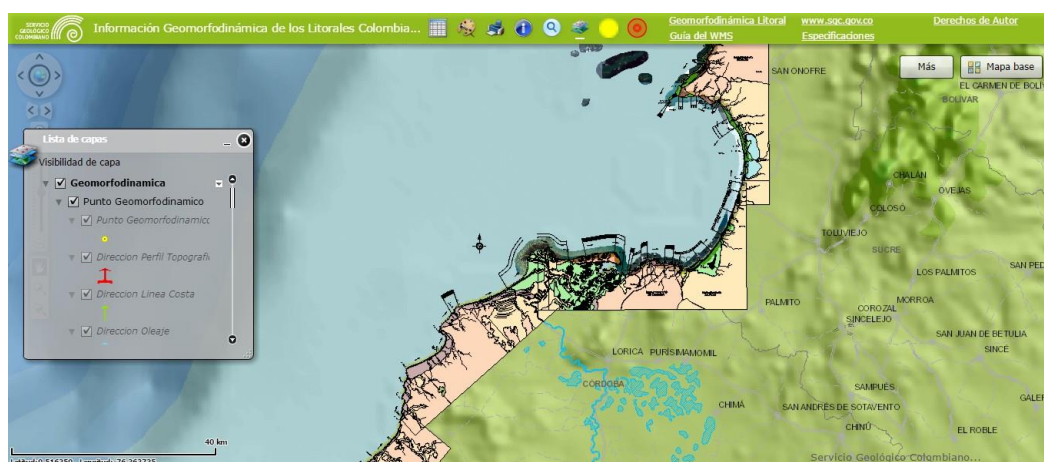 SERVICIO
GEOLÓGICO
COLOMBIANO
Información Geomorfodinámica de los Litorales Colombia...
Geomorfodinámica Litoral
www.sgc.gov.co
Derechos de Autor
Guía del WMS
Especificaciones
Más
Mapa base
SAN ONOFRE
EL CARMEN DE BOLÍV
BOLÍVAR
Lista de capas
Visibilidad de capa
Geomorfodinamica
Punto Geomorfodinamico
Punto Geomorfodinamico
Direccion Perfil Topografi
Direccion Linea Costa
Direccion Oleaje
CHALÁN
OVEJAS
COLOSÓ
TOLUVIEJO
SUCRE
LOS PALMITOS
SAN PED
PALMITO
MORROA
COROZAL
SINCELEJO
SAN JUAN DE BETULIA
SINCÉ
LORICA
PURÍSIMA
MOMIL
CÓRDOBA
SAMPUÉS
GALE
CHIMÁ
SAN ANDRÉS DE SOTAVENTO
CHINÚ
EL ROBLE
40 km
Servicio Geológico Colombiano...